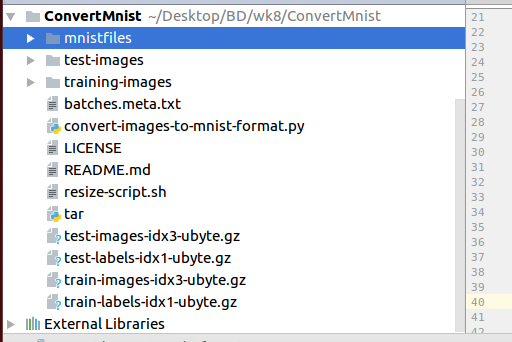 ConvertMnist ~/Desktop/BD/wk8/ConvertMnist
mnistfiles
test-images
training-images
batches.meta.txt
convert-images-to-mnist-format.py
LICENSE
README.md
resize-script.sh
tar
test-images-idx3-ubyte.gz
test-labels-idx1-ubyte.gz
train-images-idx3-ubyte.gz
train-labels-idx1-ubyte.gz
External Libraries
21
22
23
24
25
26
27
28
29
30
31
32
33
34
35
36
37
38
39
40
41
42